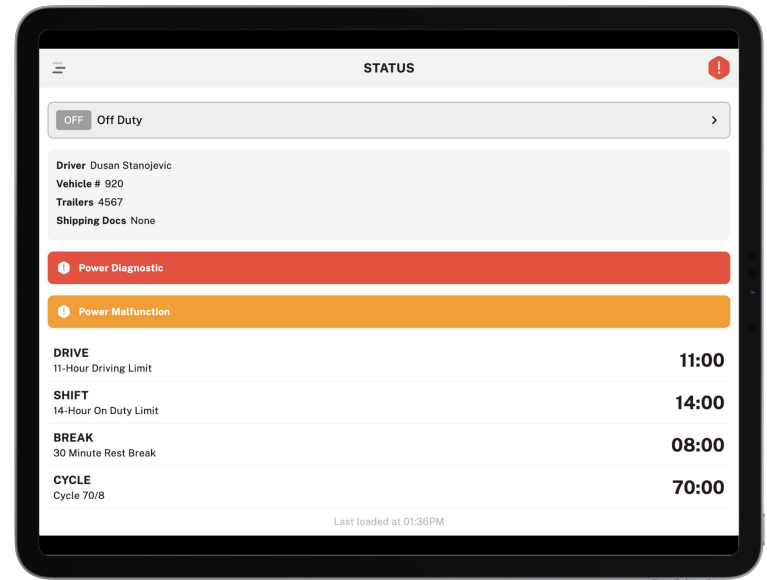 STATUS
OFF Off Duty
Driver Dusan Stanojevic
Vehicle # 920
Trailers 4567
Shipping Docs None
Power Diagnostic
Power Malfunction
DRIVE
11-Hour Driving Limit
11:00
SHIFT
14-Hour On Duty Limit
14:00
BREAK
30 Minute Rest Break
08:00
CYCLE
Cycle 70/8
70:00
Last loaded at 01:36PM